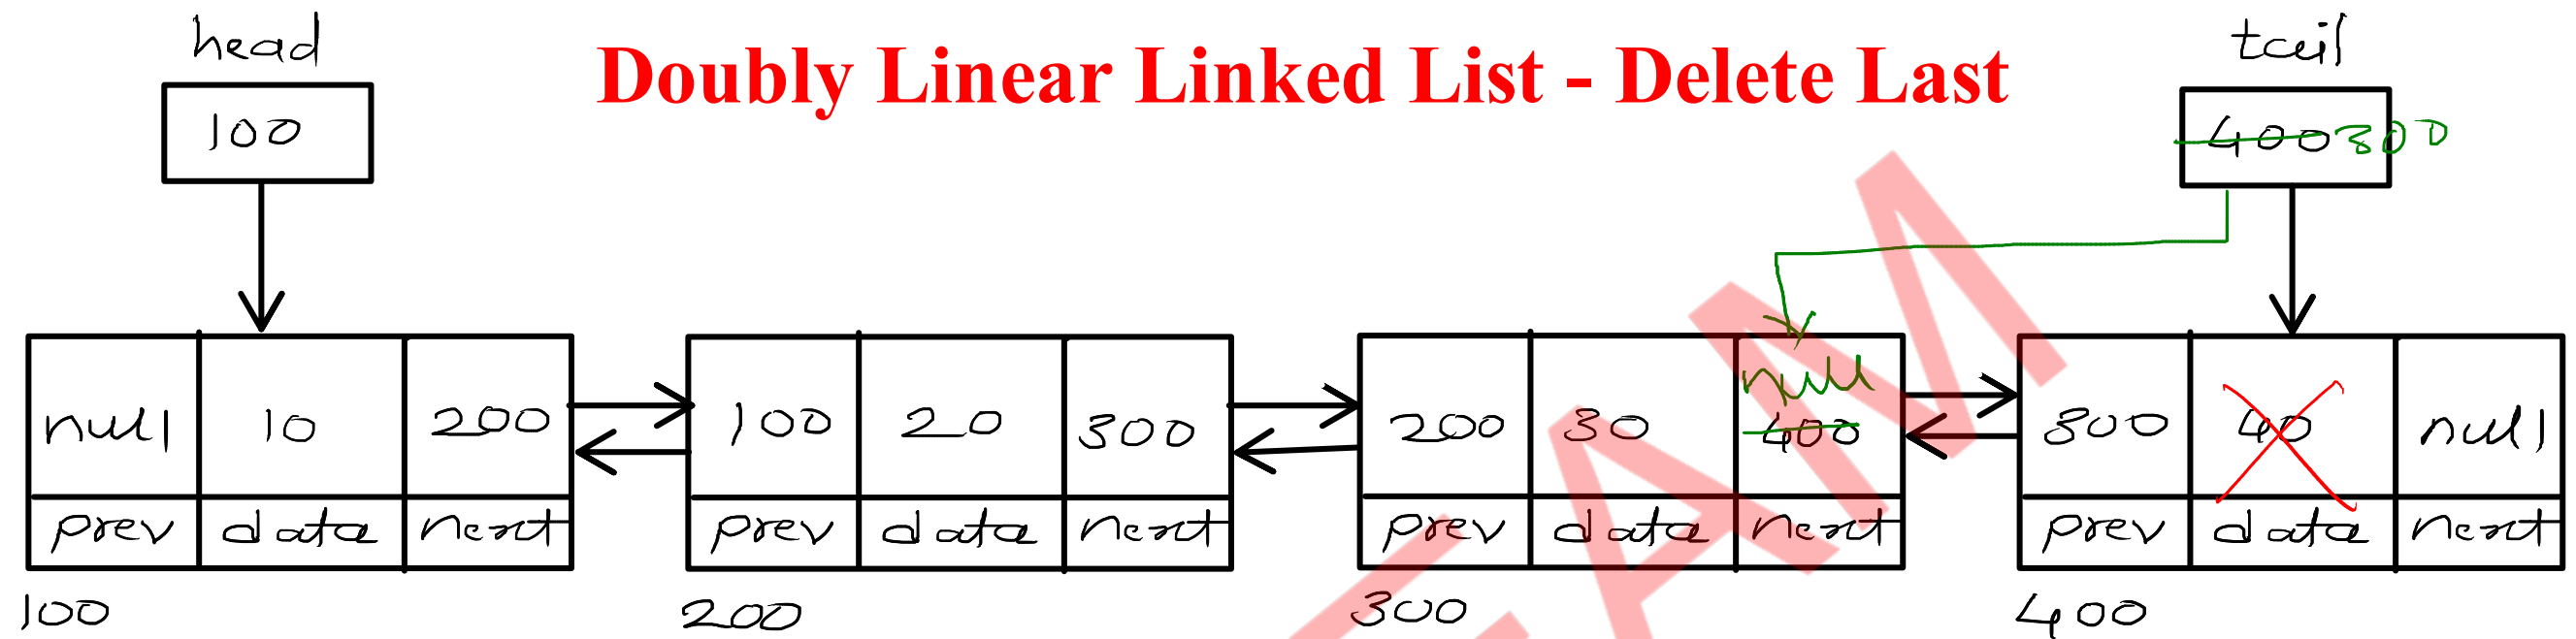 head
Doubly Linear Linked List - Delete Last
tail
100
400 300
null 10 200
100 20 300
200 30 null 400
300 40 null
prev data next
prev data next
prev data next
prev data next
100
200
300
400